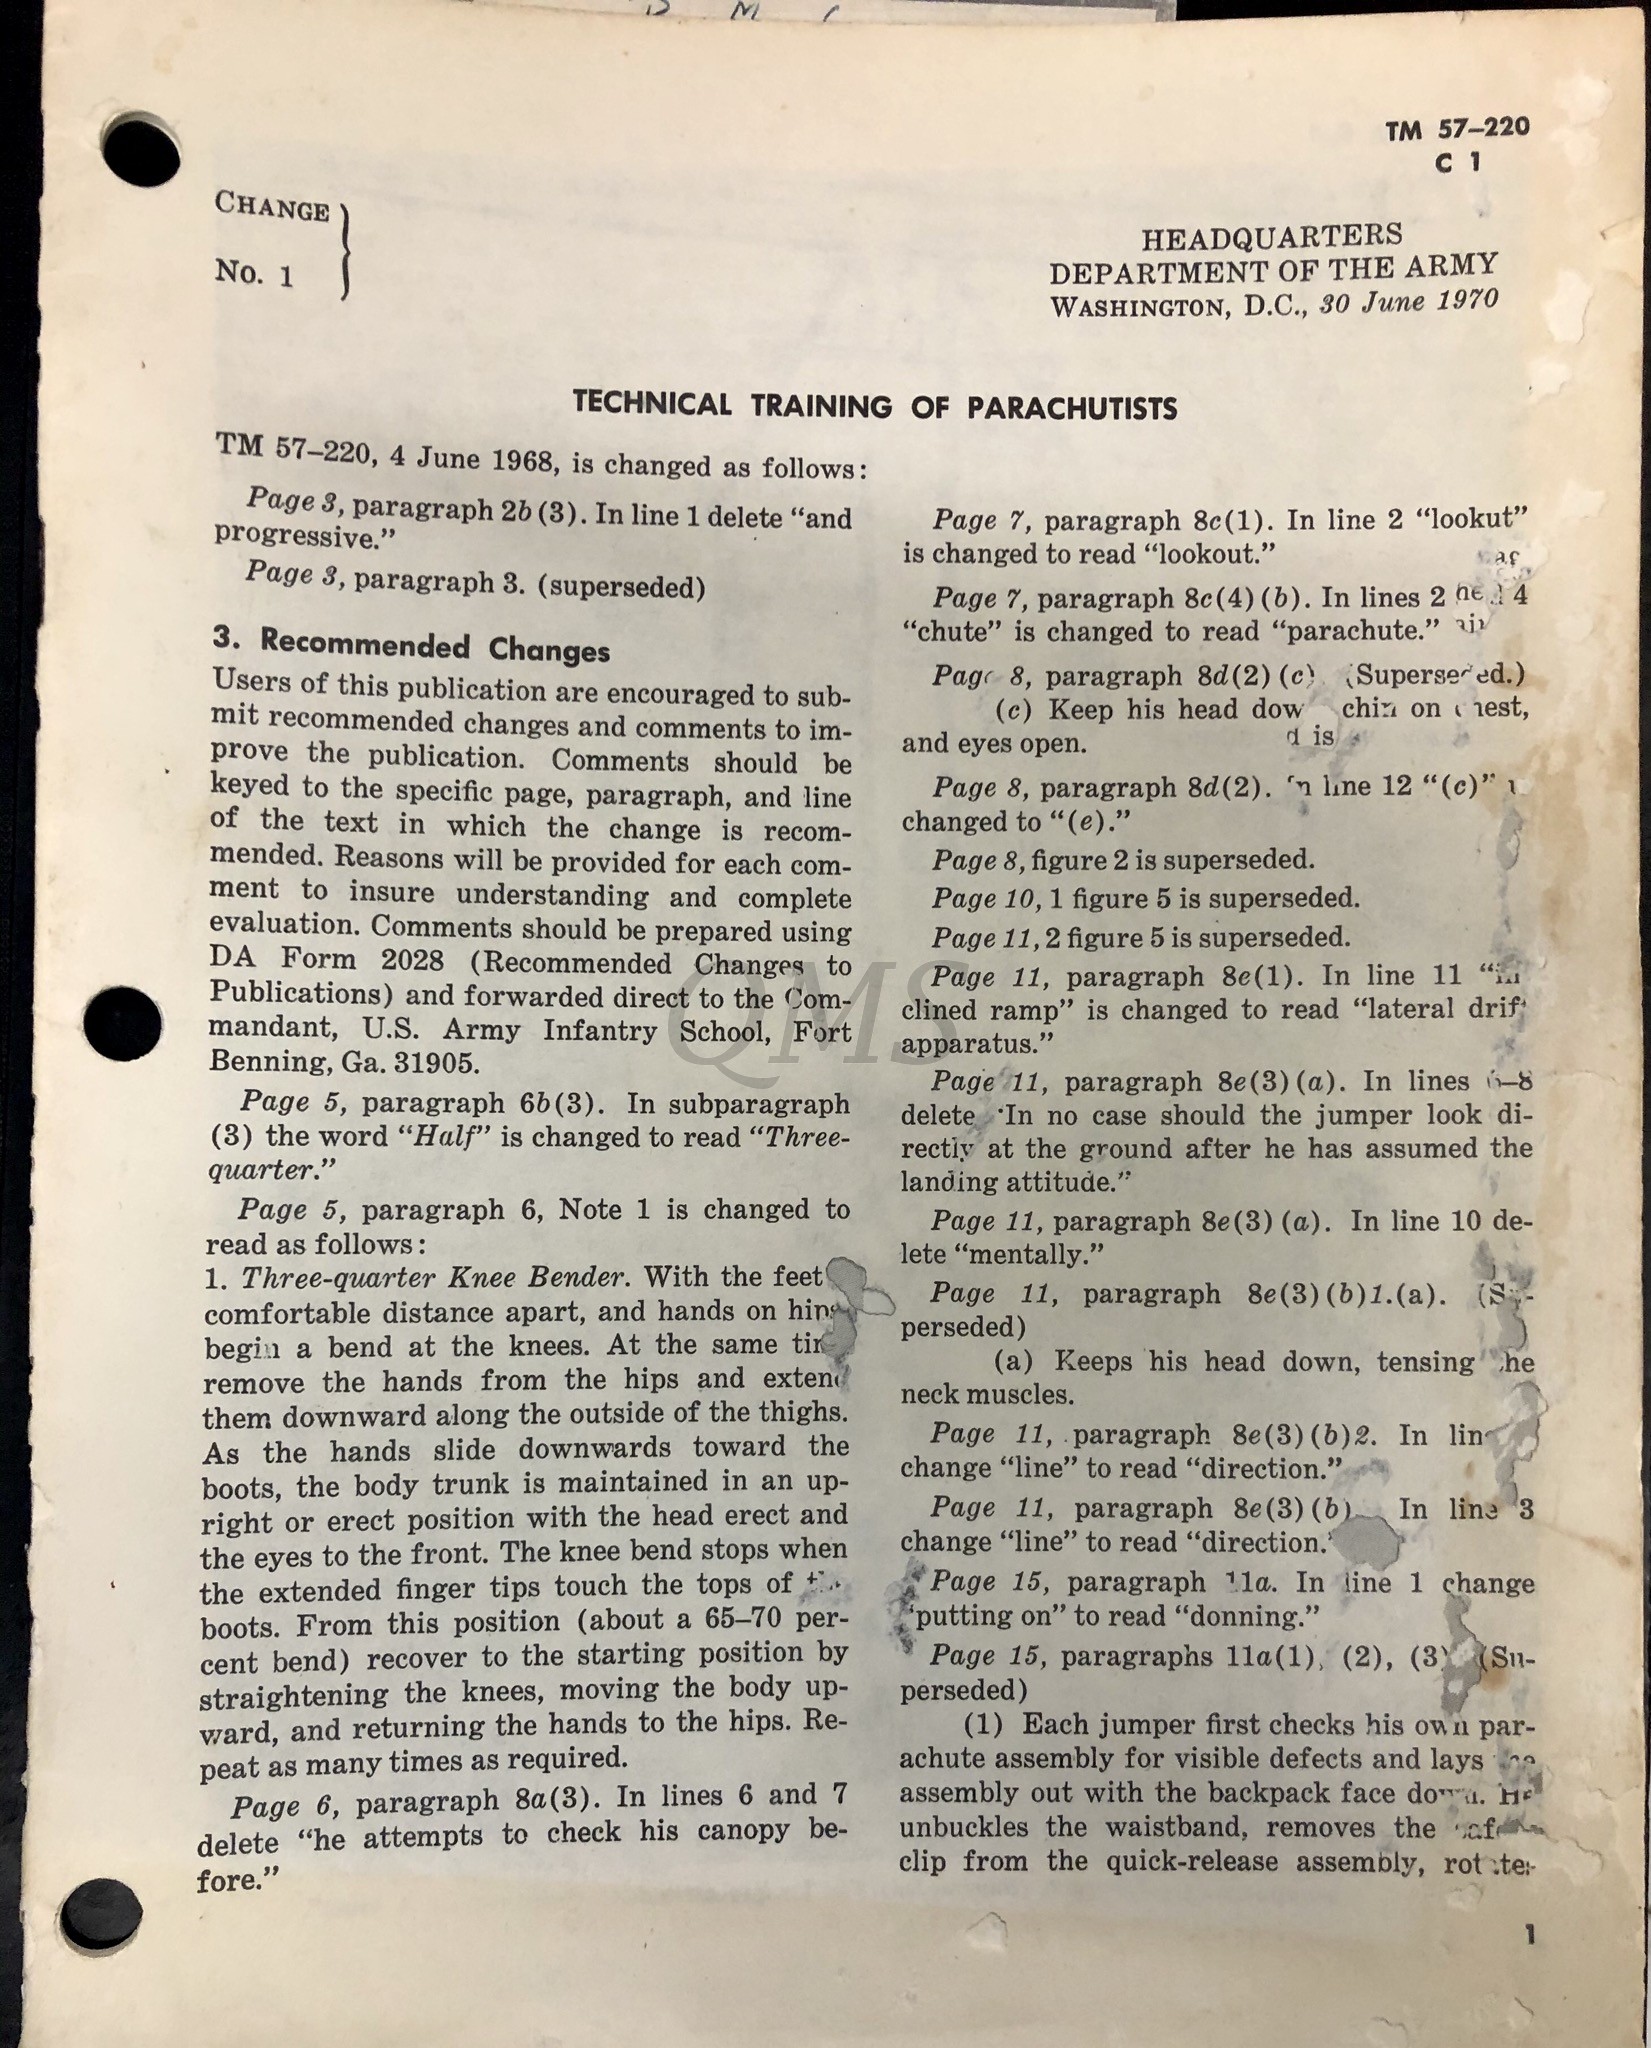 TM 57–220
C 1
CHANGE
No. 1
HEADQUARTERS
DEPARTMENT OF THE ARMY
WASHINGTON, D.C., 30 June 1970
TECHNICAL TRAINING OF PARACHUTISTS
TM 57–220, 4 June 1968, is changed as follows:
Page 3, paragraph 2b(3). In line 1 delete “and
progressive.”
Page 3, paragraph 3. (superseded)
3. Recommended Changes
Users of this publication are encouraged to sub-
mit recommended changes and comments to im-
prove the publication. Comments should be
keyed to the specific page, paragraph, and line
of the text in which the change is recom-
mended. Reasons will be provided for each com-
ment to insure understanding and complete
evaluation. Comments should be prepared using
DA Form 2028 (Recommended Changes to
Publications) and forwarded direct to the Com-
mandant, U.S. Army Infantry School, Fort
Benning, Ga. 31905.
Page 5, paragraph 6b(3). In subparagraph
(3) the word “Half” is changed to read “Three-
quarter.”
Page 5, paragraph 6, Note 1 is changed to
read as follows:
1. Three-quarter Knee Bender. With the feet
comfortable distance apart, and hands on
begin a bend at the knees. At the same
remove the hands from the hips and extend
them downward along the outside of the thighs.
As the hands slide downwards toward the
boots, the body trunk is maintained in an up-
right or erect position with the head erect and
the eyes to the front. The knee bend stops when
the extended finger tips touch the tops of
boots. From this position (about a 65–70 per-
cent bend) recover to the starting position by
straightening the knees, moving the body up-
ward, and returning the hands to the hips. Re-
peat as many times as required.
Page 6, paragraph 8a(3). In lines 6 and 7
delete “he attempts to check his canopy be-
fore.”
Page 7, paragraph 8c(1). In line 2 “lookut”
is changed to read “lookout.”
Page 7, paragraph 8c(4)(b). In lines 2 4
“chute” is changed to read “parachute.”
Page 8, paragraph 8d(2)(c) (Superseded.)
(c) Keep his head chin on chest,
and eyes open.
Page 8, paragraph 8d(2). In line 12 “(c)”
changed to “(e).”
Page 8, figure 2 is superseded.
Page 10, 1 figure 5 is superseded.
Page 11, 2 figure 5 is superseded.
Page 11, paragraph 8e(1). In line 11 “in-
clined ramp” is changed to read “lateral drift
apparatus.”
Page 11, paragraph 8e(3)(a). In lines 6–8
delete “In no case should the jumper look di-
rectly at the ground after he has assumed the
landing attitude.”
Page 11, paragraph 8e(3)(a). In line 10 de-
lete “mentally.”
Page 11, paragraph 8e(3)(b)1.(a). (Su-
perseded)
(a) Keeps his head down, tensing the
neck muscles.
Page 11, paragraph 8e(3)(b)2. In line
change “line” to read “direction.”
Page 11, paragraph 8e(3)(b) In line 3
change “line” to read “direction.”
Page 15, paragraph 11a. In line 1 change
“putting on” to read “donning.”
Page 15, paragraphs 11a(1), (2), (3) (Su-
perseded)
(1) Each jumper first checks his own par-
achute assembly for visible defects and lays
assembly out with the backpack face down. He
unbuckles the waistband, removes the
clip from the quick-release assembly, rotates
1
QMS